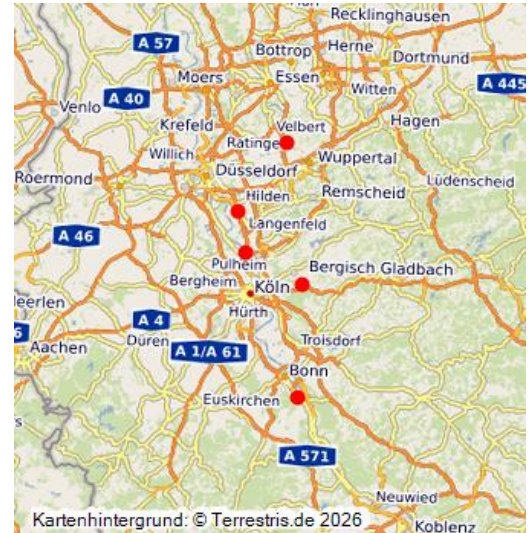 Marl
Recklinghausen
A 57
Bottrop
Herne
Dortmund
Moers
Essen
A 445
A 40
Witten
Venlo
Krefeld
Velbert
Hagen
Ratinge
Willich
Wuppertal
Roermond
Düsseldorf
Lüdenscheid
Hilden
Remscheid
Langenfeld
A 46
Pulheim
Bergisch Gladbach
Bergheim
Köln
Heerlen
Hürth
A 4
Troisdorf
Düren
Aachen
A 1/A 61
Bonn
Euskirchen
A 571
Neuwied
Kartenhintergrund: © Terrestris.de 2026
Koblenz